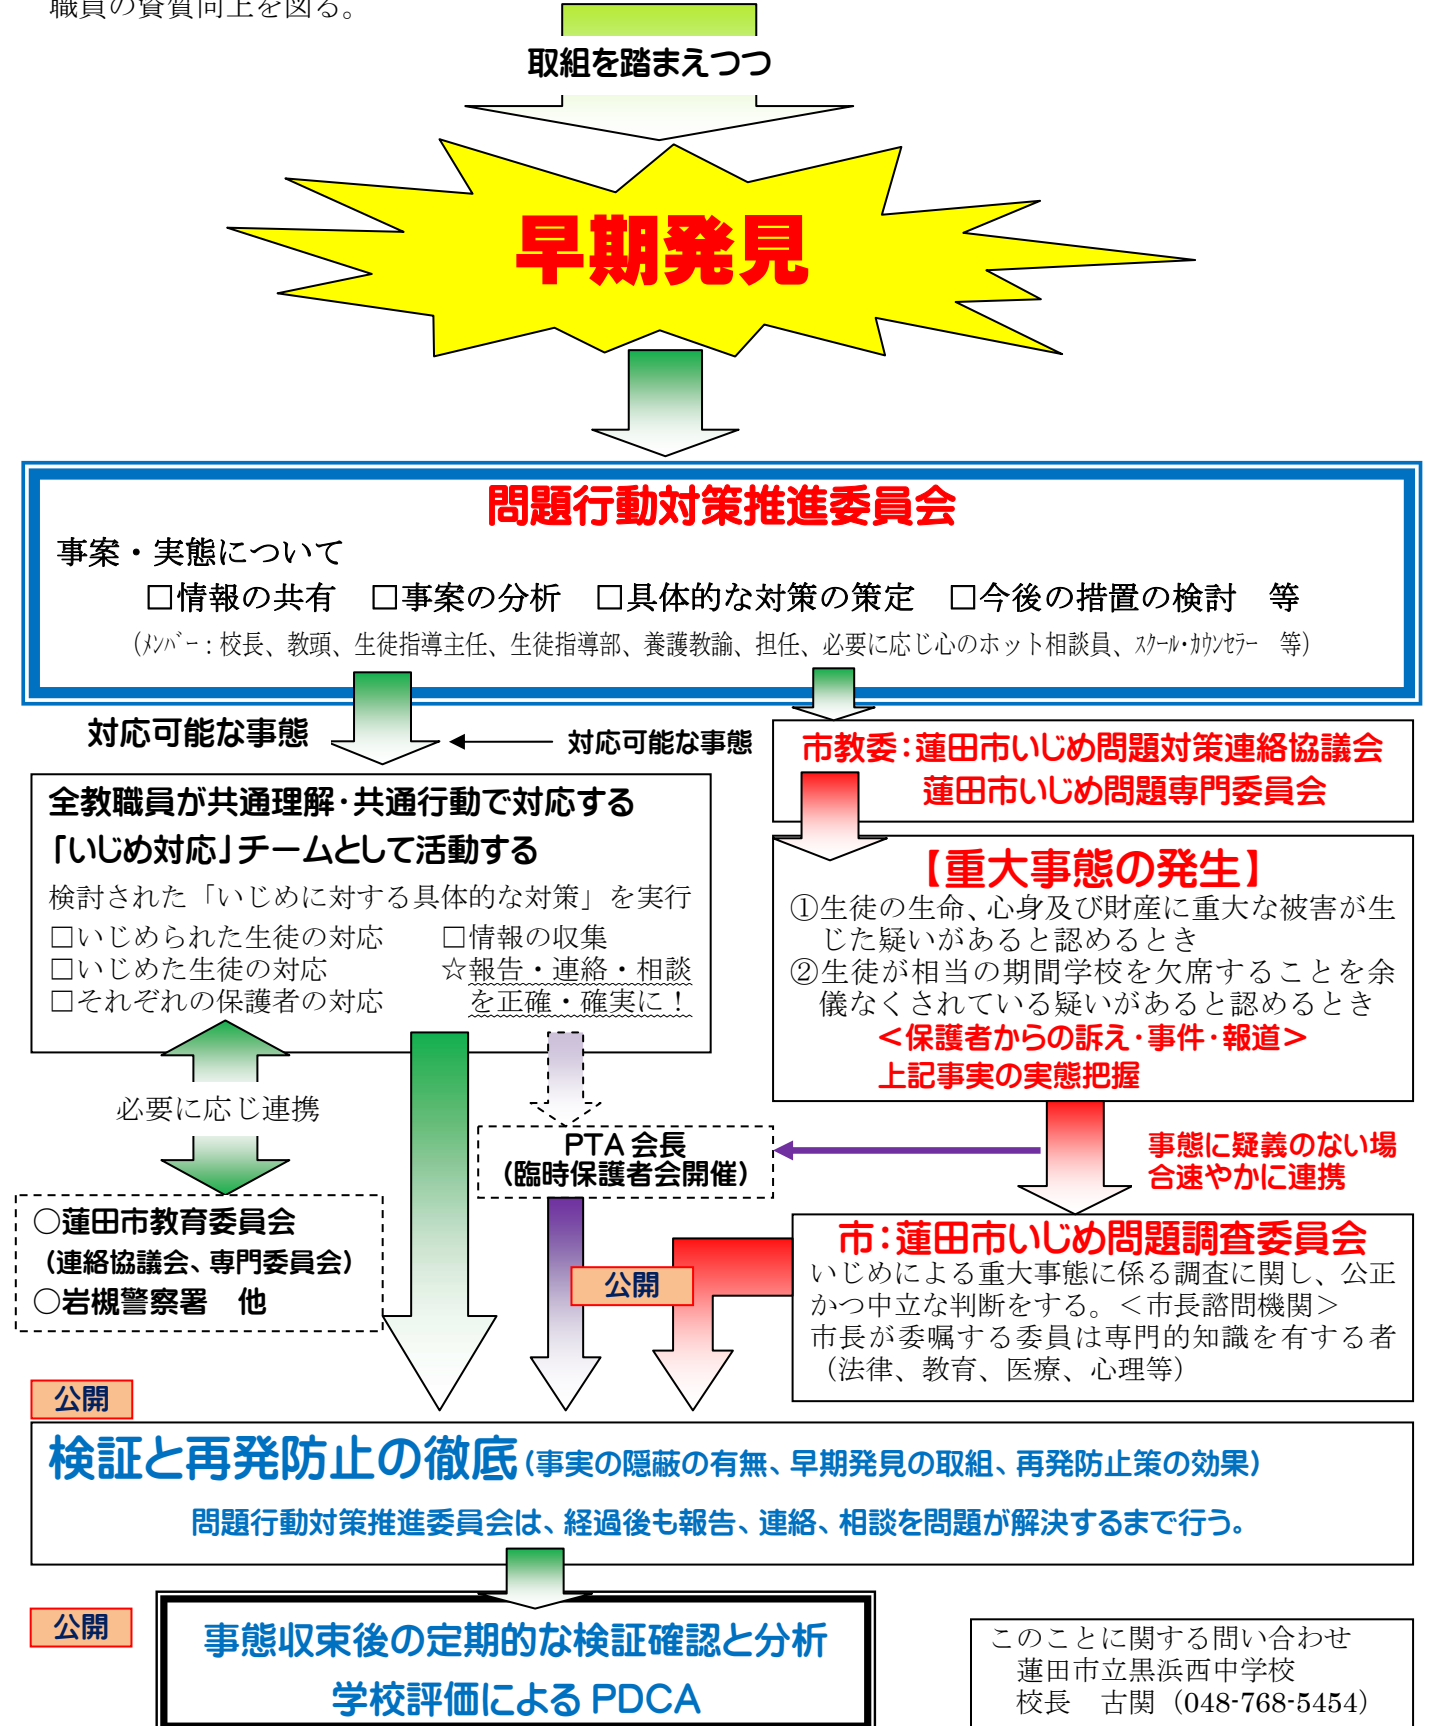 職員の資質向上を図る。
取組を踏まえつつ
早期発見
問題行動対策推進委員会
事案・実態について
□情報の共有　□事案の分析　□具体的な対策の策定　□今後の措置の検討　等
（ﾒﾝﾊﾞｰ：校長、教頭、生徒指導主任、生徒指導部、養護教諭、担任、必要に応じ心のホット相談員、ｽｸｰﾙ・ｶｳﾝｾﾗｰ　等）
対応可能な事態
対応可能な事態
市教委：蓮田市いじめ問題対策連絡協議会
蓮田市いじめ問題専門委員会
全教職員が共通理解・共通行動で対応する
「いじめ対応」チームとして活動する
検討された「いじめに対する具体的な対策」を実行
□いじめられた生徒の対応　□情報の収集
□いじめた生徒の対応　☆報告・連絡・相談
□それぞれの保護者の対応　を正確・確実に！
【重大事態の発生】
①生徒の生命、心身及び財産に重大な被害が生
じた疑いがあると認めるとき
②生徒が相当の期間学校を欠席することを余
儀なくされている疑いがあると認めるとき
＜保護者からの訴え・事件・報道＞
上記事実の実態把握
必要に応じ連携
PTA 会長
（臨時保護者会開催）
事態に疑義のない場
合速やかに連携
○蓮田市教育委員会
（連絡協議会、専門委員会）
○岩槻警察署　他
公開
市：蓮田市いじめ問題調査委員会
いじめによる重大事態に係る調査に関し、公正
かつ中立な判断をする。＜市長諮問機関＞
市長が委嘱する委員は専門的知識を有する者
（法律、教育、医療、心理等）
公開
検証と再発防止の徹底（事実の隠蔽の有無、早期発見の取組、再発防止策の効果）
問題行動対策推進委員会は、経過後も報告、連絡、相談を問題が解決するまで行う。
公開
事態収束後の定期的な検証確認と分析
学校評価による PDCA
このことに関する問い合わせ
蓮田市立黒浜西中学校
校長　古関（048-768-5454）